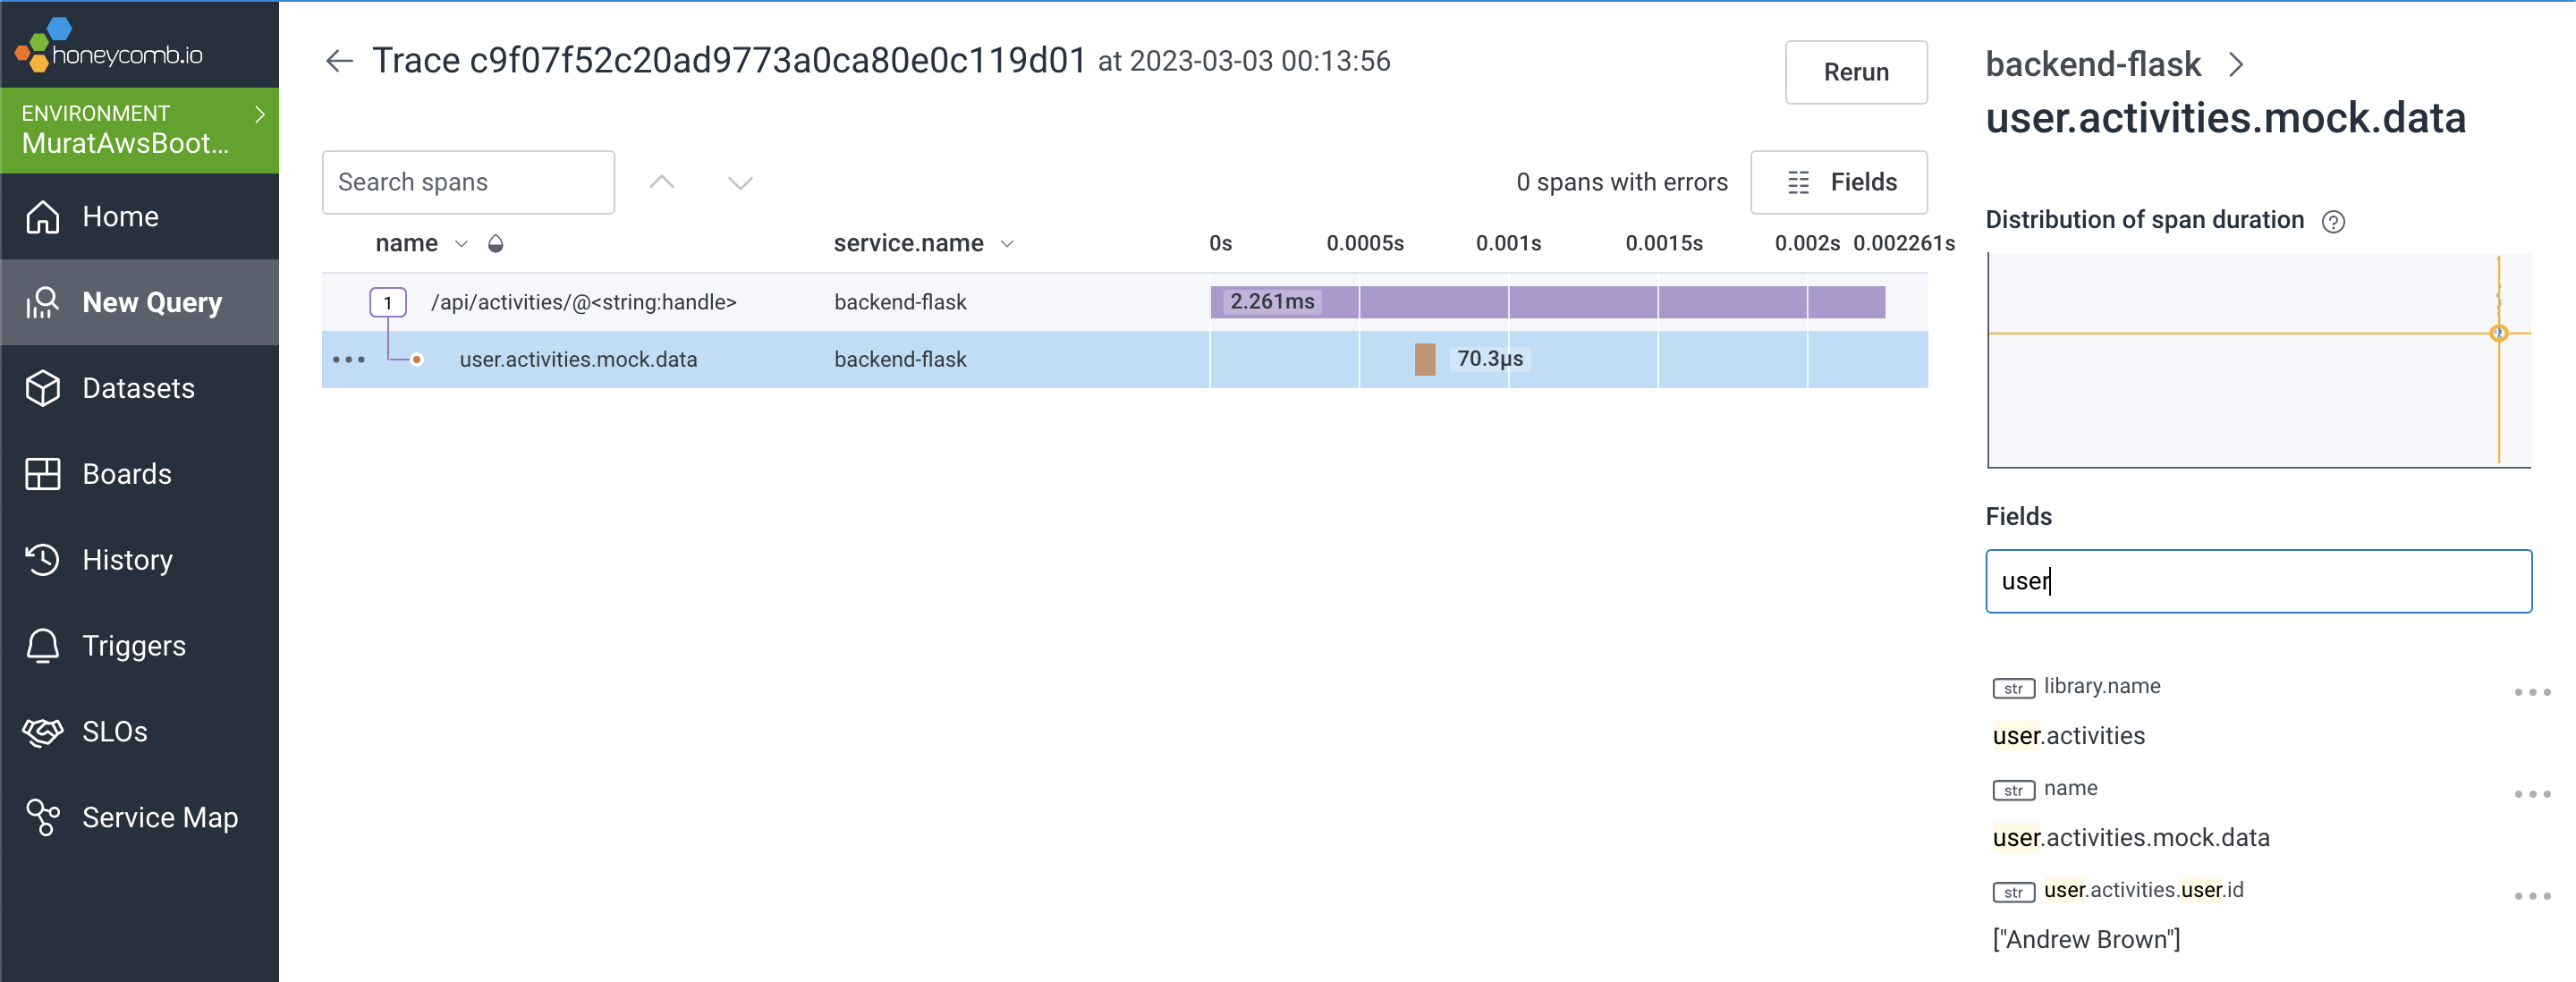 honeycomb.io
ENVIRONMENT
MuratAwsBoot...
Home
New Query
Datasets
Boards
History
Triggers
SLOs
Service Map
Trace c9f07f52c20ad9773a0ca80e0c119d01 at 2023-03-03 00:13:56
Rerun
Search spans
0 spans with errors
Fields
name service.name 0s 0.0005s 0.001s 0.0015s 0.002s 0.002261s
1 /api/activities/@<string:handle> backend-flask 2.261ms
user.activities.mock.data backend-flask 70.3µs
backend-flask
user.activities.mock.data
Distribution of span duration ?
Fields
user
str library.name
user.activities
str name
user.activities.mock.data
str user.activities.user.id
["Andrew Brown"]